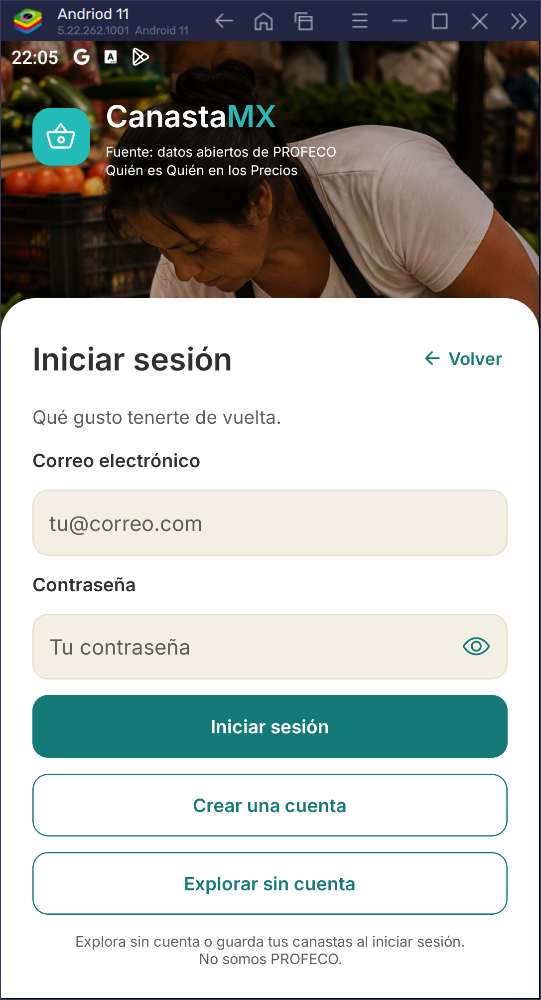 Andriod 11
5.22.262.1001 Android 11
22:05
CanastaMX
Fuente: datos abiertos de PROFECO
Quién es Quién en los Precios
Iniciar sesión
Volver
Qué gusto tenerte de vuelta.
Correo electrónico
tu@correo.com
Contraseña
Tu contraseña
Iniciar sesión
Crear una cuenta
Explorar sin cuenta
Explora sin cuenta o guarda tus canastas al iniciar sesión.
No somos PROFECO.